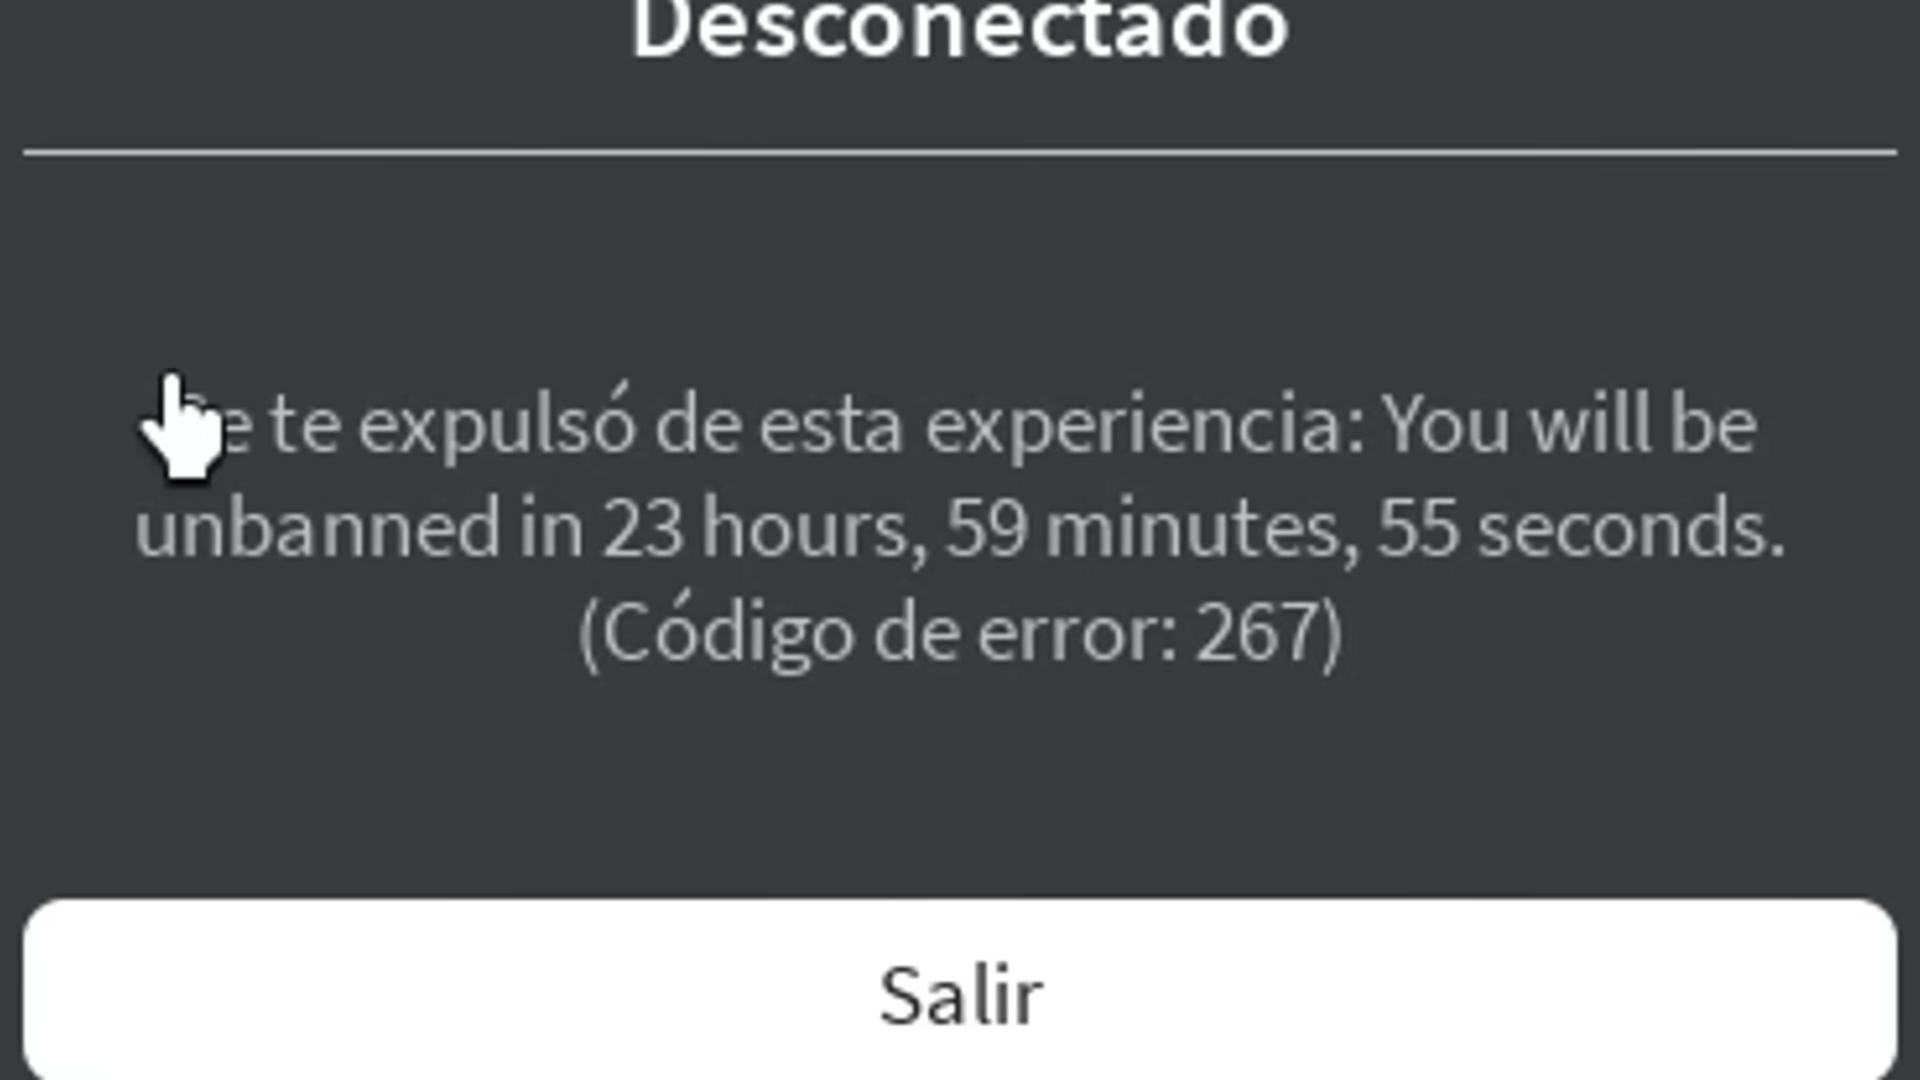 Desconectado
te expulsó de esta experiencia: You will be
unbanned in 23 hours, 59 minutes, 55 seconds.
(Código de error: 267)
Salir